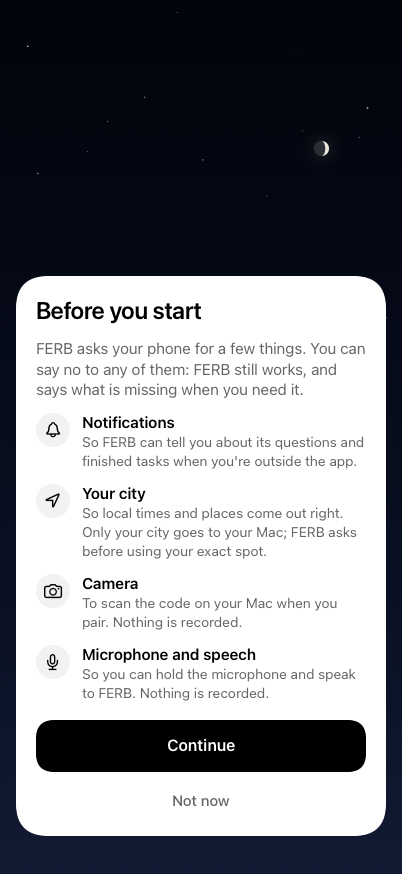 Before you start
FERB asks your phone for a few things. You can
say no to any of them: FERB still works, and
says what is missing when you need it.
Notifications
So FERB can tell you about its questions and
finished tasks when you're outside the app.
Your city
So local times and places come out right.
Only your city goes to your Mac; FERB asks
before using your exact spot.
Camera
To scan the code on your Mac when you
pair. Nothing is recorded.
Microphone and speech
So you can hold the microphone and speak
to FERB. Nothing is recorded.
Continue
Not now